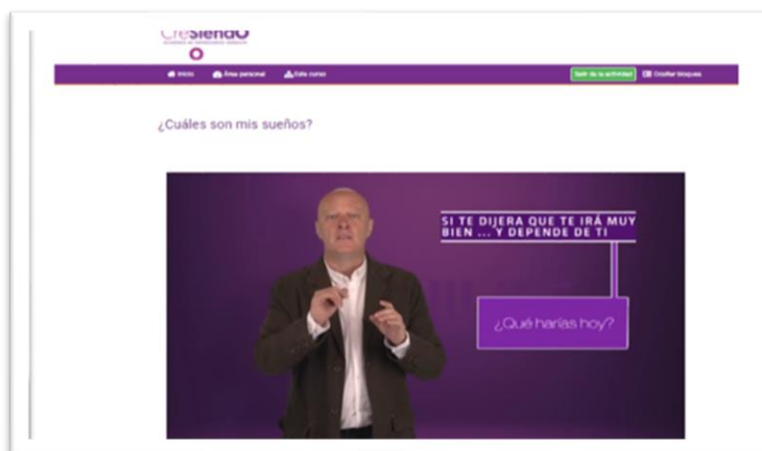 CreSiendO
Inicio
Área personal
Este curso
Salir de la actividad
Ocultar bloques
¿Cuáles son mis sueños?
SI TE DIJERA QUE TE IRÁ MUY
BIEN ... Y DEPENDE DE TI
¿Qué harías hoy?